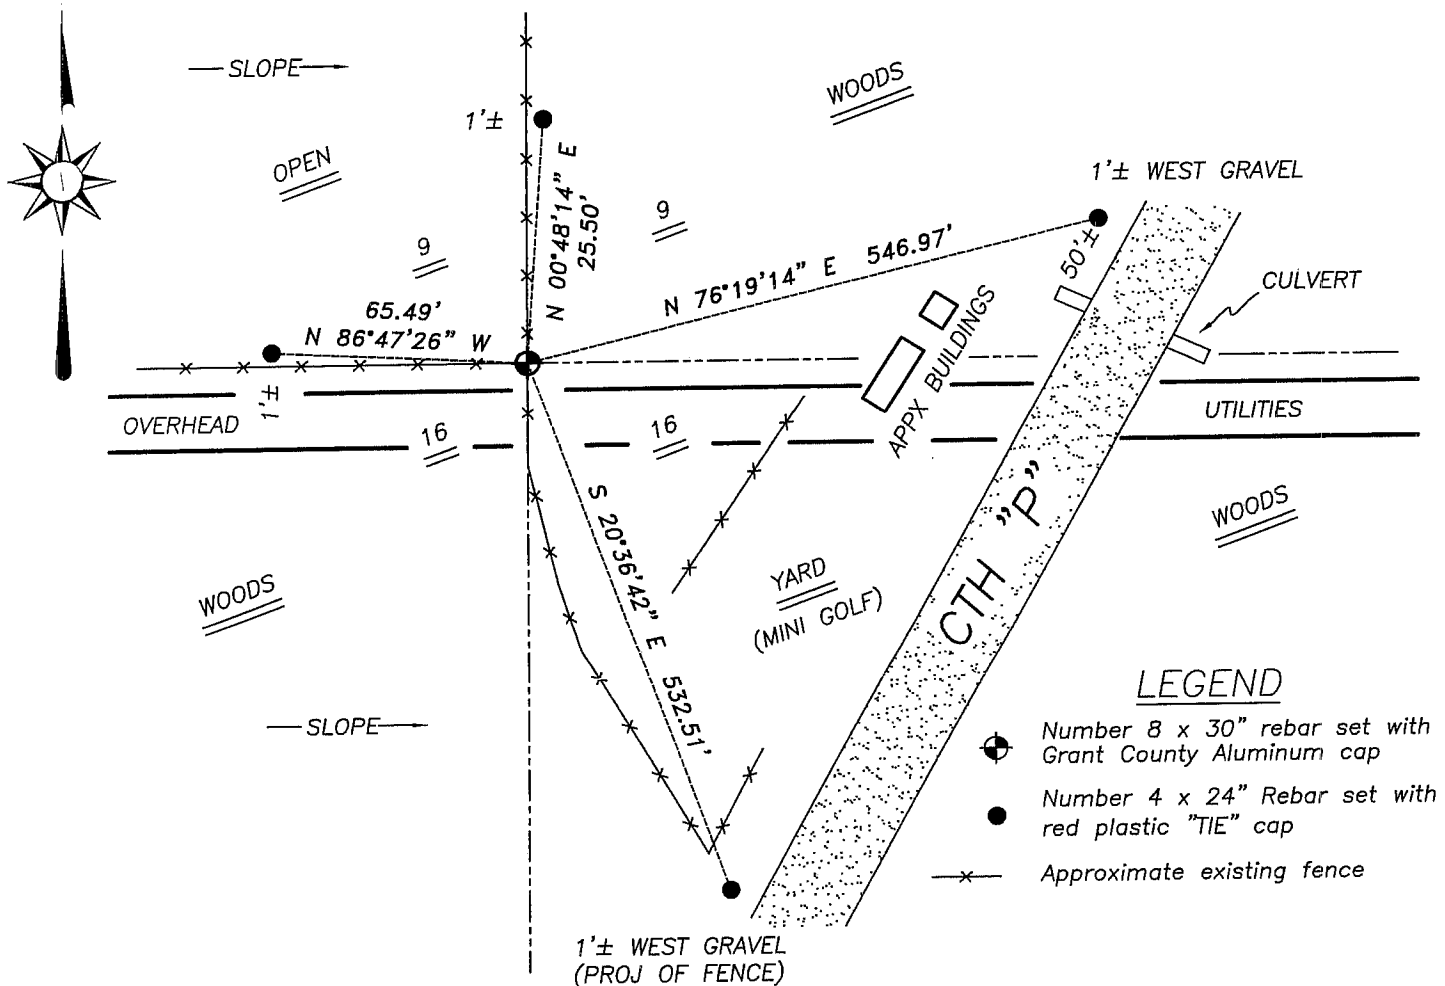 SLOPE
WOODS
1'±
OPEN
N 00°48'14" E
25.50'
1'± WEST GRAVEL
9
9
50'±
N 76°19'14" E 546.97'
CULVERT
65.49'
N 86°47'26" W
APPX BUILDINGS
1'±
OVERHEAD
UTILITIES
16
16
S 20°36'42" E 532.51'
CTH "P"
WOODS
WOODS
YARD
(MINI GOLF)
SLOPE
LEGEND
Number 8 x 30" rebar set with
Grant County Aluminum cap
Number 4 x 24" Rebar set with
red plastic "TIE" cap
Approximate existing fence
1'± WEST GRAVEL
(PROJ OF FENCE)